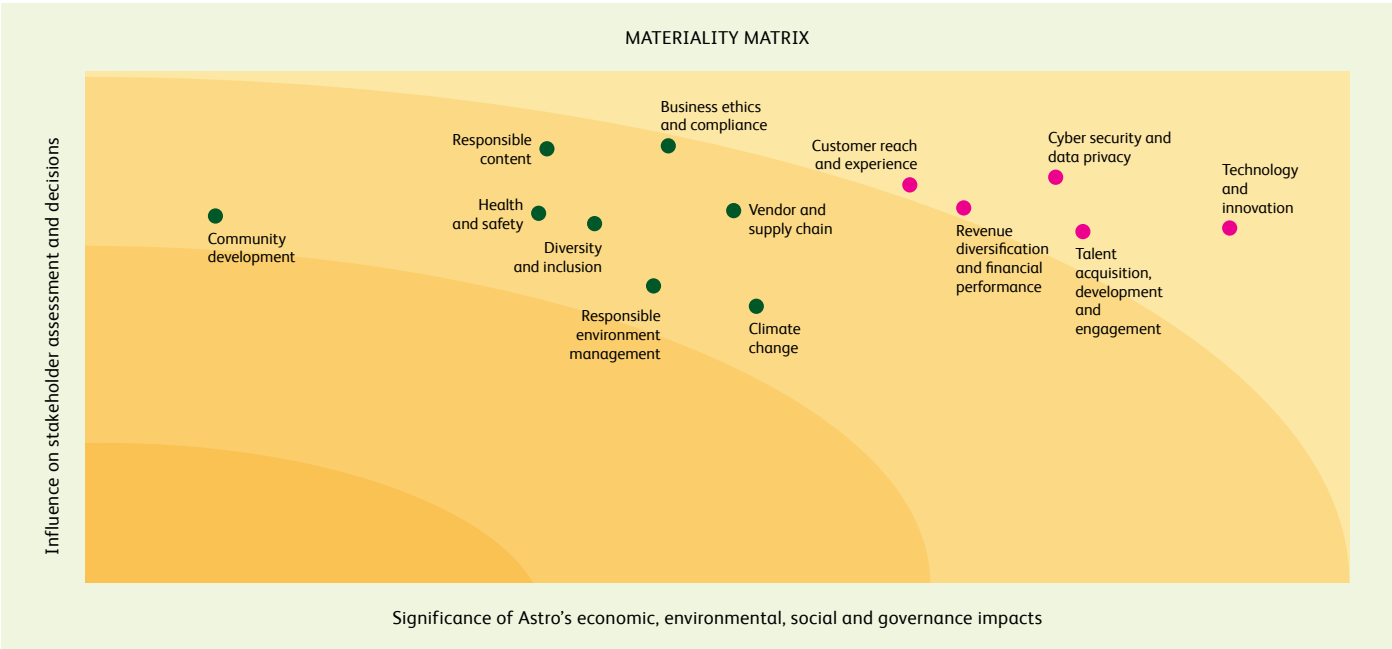 MATERIALITY MATRIX
Influence on stakeholder assessment and decisions
Business ethics
and compliance
Responsible
content
Customer reach
and experience
Cyber security and
data privacy
Technology
and
innovation
Health
and safety
Vendor and
supply chain
Community
development
Diversity
and inclusion
Revenue
diversification
and financial
performance
Talent
acquisition,
development
and
engagement
Responsible
environment
management
Climate
change
Significance of Astro’s economic, environmental, social and governance impacts